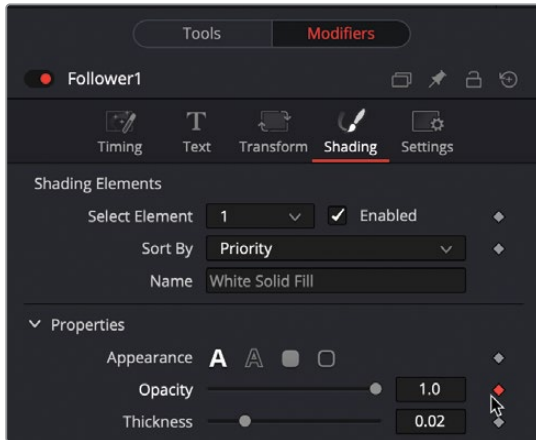 Tools Modifiers
Follower1
Timing Text Transform Shading Settings
Shading Elements
Select Element 1 Enabled
Sort By Priority
Name White Solid Fill
Properties
Appearance
Opacity 1.0
Thickness 0.02